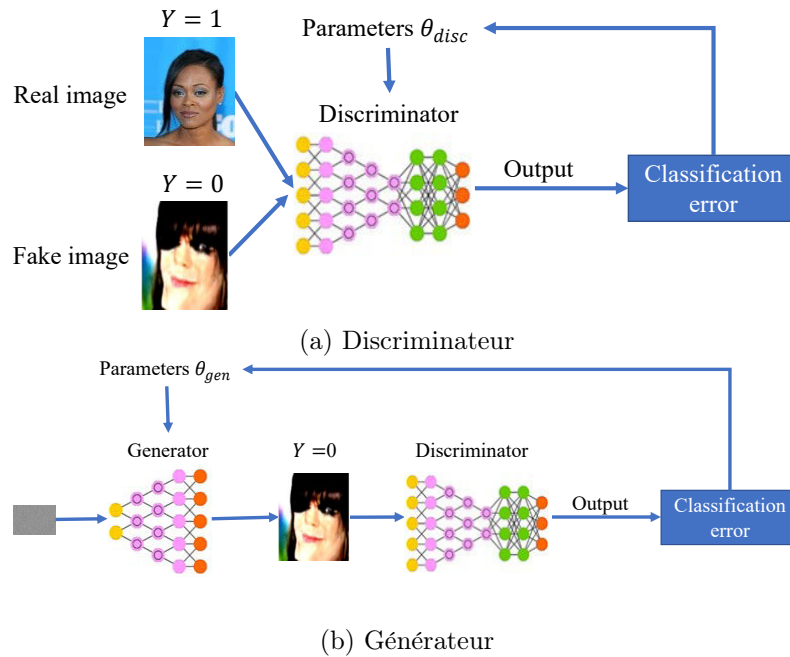 Y = 1
Parameters θ_disc
Real image
Discriminator
Output
Classification
error
Y=0
Fake image
(a) Discriminateur
Parameters θ_gen
Generator
Y =0
Discriminator
Output
Classification
error
(b) Générateur